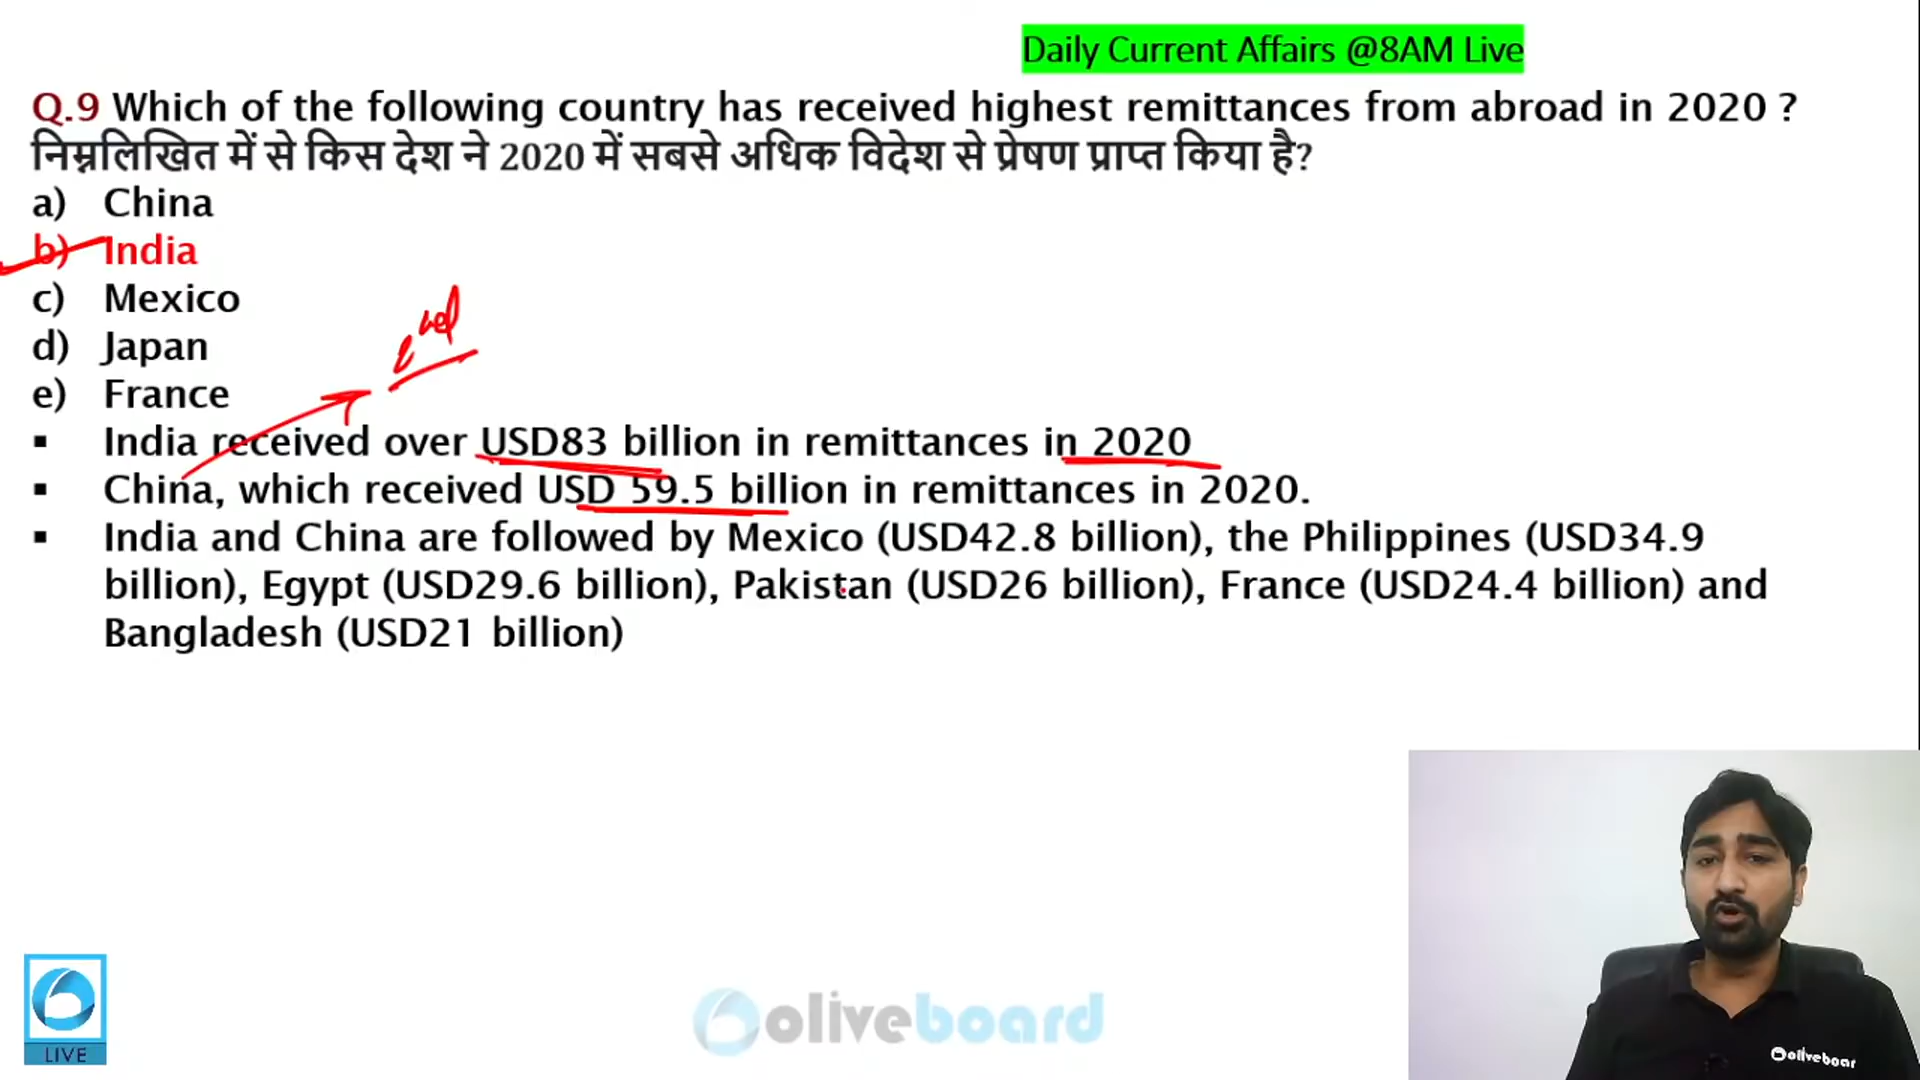 Daily Current Affairs @8AM Live
Q.9 Which of the following country has received highest remittances from abroad in 2020 ?
निम्नलिखित में से किस देश ने 2020 में सबसे अधिक विदेश से प्रेषण प्राप्त किया है?
a) China
b) India
c) Mexico
2nd
d) Japan
e) France
▪ India received over USD83 billion in remittances in 2020
▪ China, which received USD 59.5 billion in remittances in 2020.
▪ India and China are followed by Mexico (USD42.8 billion), the Philippines (USD34.9
billion), Egypt (USD29.6 billion), Pakistan (USD26 billion), France (USD24.4 billion) and
Bangladesh (USD21 billion)
LIVE
oliveboard
oliveboar